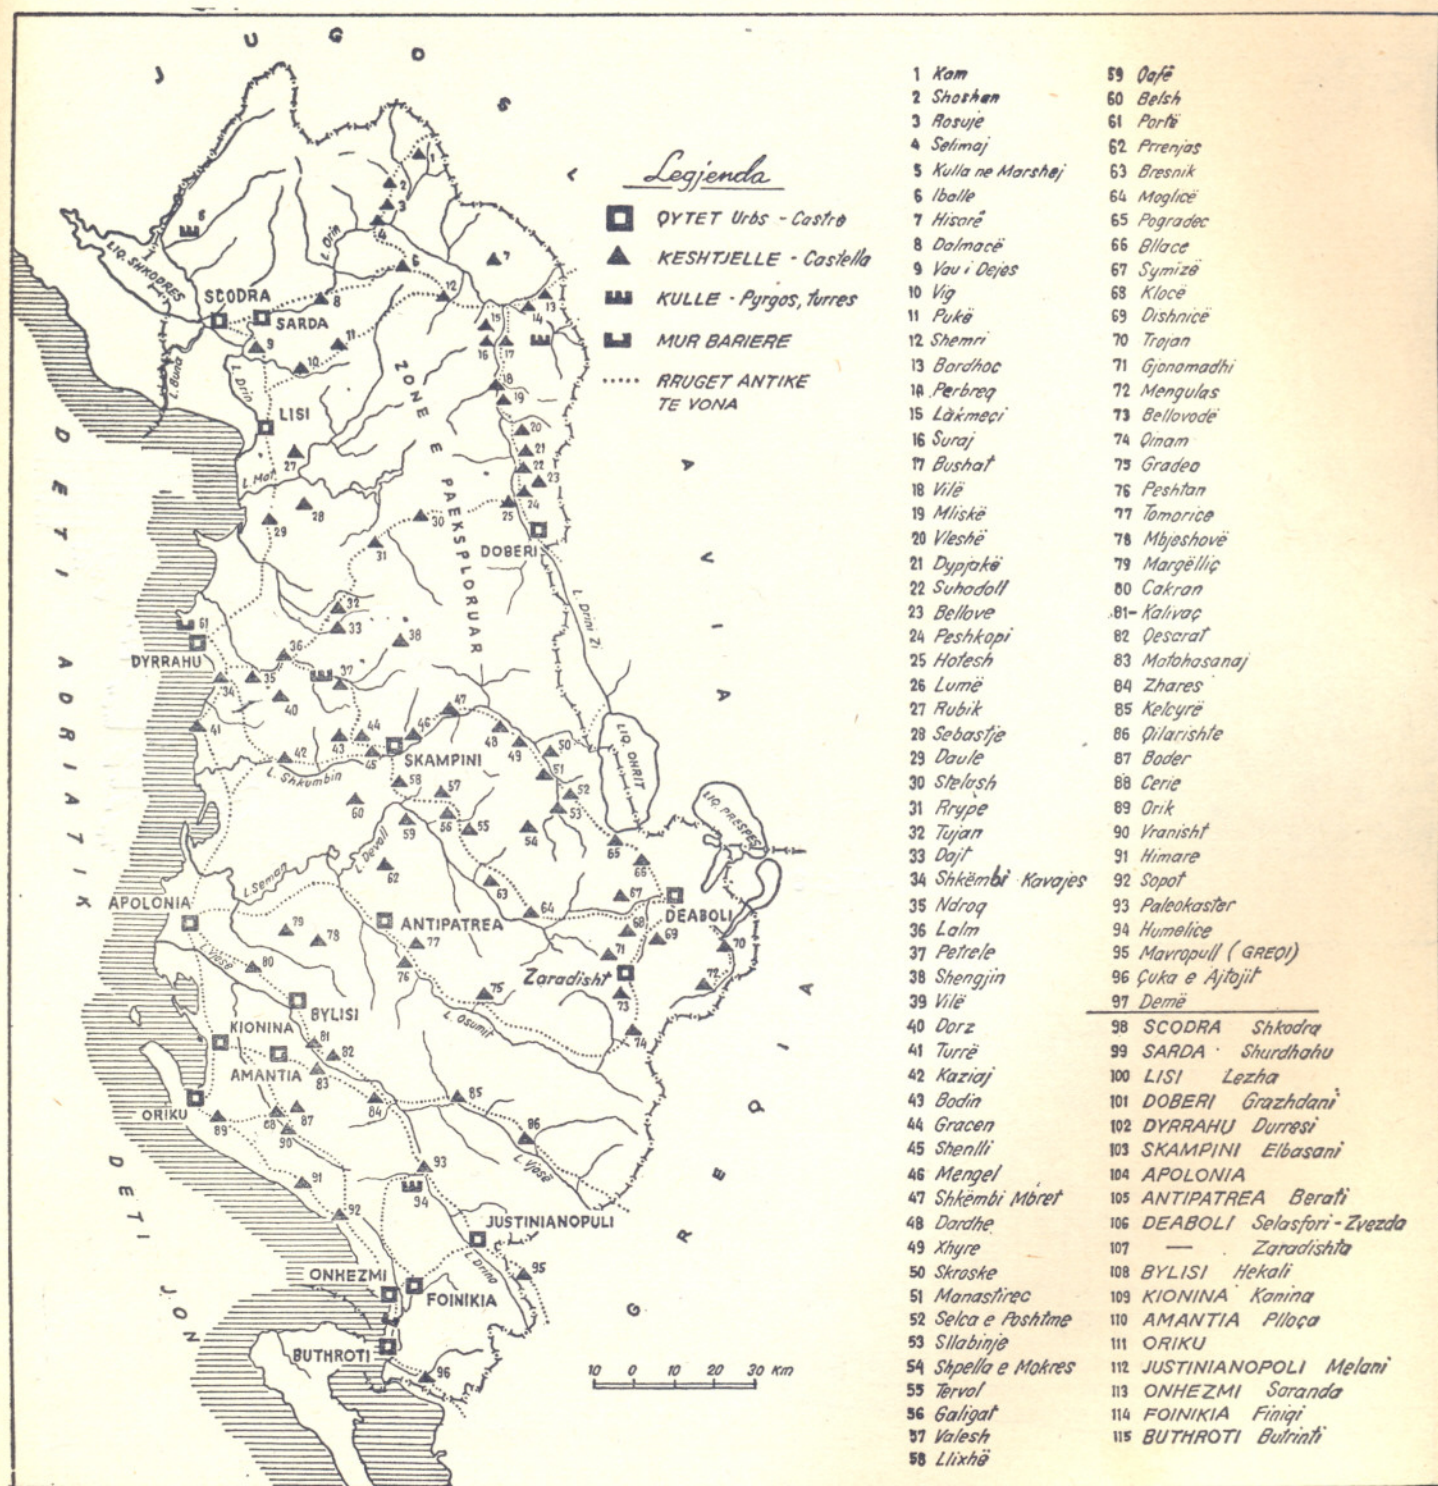 JUGOSLLAVIA
GREQIA
DETI ADRIATIK
DETI JON
Legjenda
QYTET Urbs - Castra
KESHTJELLE - Castella
KULLE - Pyrgos, turres
MUR BARIERE
RRUGET ANTIKE
TE VONA
ZONE E PAEKSPLORUAR
LIQ. SHKODRES
L. Drin
SCODRA
SARDA
L. Buna
L. Drin
LISI
L. Mat
DOBERI
L. Drini Zi
DYRRAHU
SKAMPINI
L. Shkumbin
LIQ. OHRIT
LIQ. PRESPES
L. Devoll
L. Seman
APOLONIA
ANTIPATREA
DEABOLI
Zaradisht
L. Vjosë
BYLISI
L. Osumit
KIONINA
AMANTIA
ORIKU
L. Vjosë
JUSTINIANOPULI
L. Drino
ONHEZMI
FOINIKIA
BUTHROTI
10 0 10 20 30 Km
1 Kam
2 Shoshan
3 Rosuje
4 Selimaj
5 Kulla ne Marshej
6 Iballe
7 Hisarë
8 Dalmacë
9 Vau i Dejes
10 Vig
11 Pukë
12 Shemri
13 Bardhoc
14 Perbreg
15 Lakmeçi
16 Suraj
17 Bushat
18 Vilë
19 Mliskë
20 Vleshë
21 Dypjakë
22 Suhodoll
23 Bellove
24 Peshkopi
25 Hotesh
26 Lumë
27 Rubik
28 Sebastje
29 Daule
30 Stelash
31 Rrype
32 Tujan
33 Dajt
34 Shkëmbi Kavajes
35 Ndroq
36 Lalm
37 Petrele
38 Shengjin
39 Vilë
40 Dorz
41 Turrë
42 Kaziaj
43 Bodin
44 Gracen
45 Shenlli
46 Mengel
47 Shkëmbi Mbret
48 Dardhe
49 Xhyre
50 Skroske
51 Manastirec
52 Selca e Poshtme
53 Sllabinje
54 Shpella e Mokres
55 Tervol
56 Galigat
57 Valesh
58 Llixhë
59 Qafë
60 Belsh
61 Portë
62 Prrenjas
63 Bresnik
64 Moglicë
65 Pogradec
66 Bllace
67 Symizë
68 Klocë
69 Dishnicë
70 Trojan
71 Gjonomadhi
72 Mengulas
73 Bellovodë
74 Qinam
75 Gradec
76 Peshtan
77 Tomorice
78 Mbjeshovë
79 Margëlliç
80 Cakran
81- Kalivaç
82 Qescrat
83 Matohasanaj
84 Zhares
85 Kelcyrë
86 Qilarishte
87 Boder
88 Cerie
89 Orik
90 Vranisht
91 Himare
92 Sopot
93 Paleokaster
94 Humelice
95 Mavropull (GREQI)
96 Çuka e Ajtojit
97 Demë
98 SCODRA Shkodra
99 SARDA Shurdhahu
100 LISI Lezha
101 DOBERI Grazhdani
102 DYRRAHU Durresi
103 SKAMPINI Elbasani
104 APOLONIA
105 ANTIPATREA Berati
106 DEABOLI Selasfori-Zvezda
107 — Zaradishta
108 BYLISI Hekali
109 KIONINA Kanina
110 AMANTIA Plloça
111 ORIKU
112 JUSTINIANOPOLI Melani
113 ONHEZMI Saranda
114 FOINIKIA Finiqi
115 BUTHROTI Butrinti